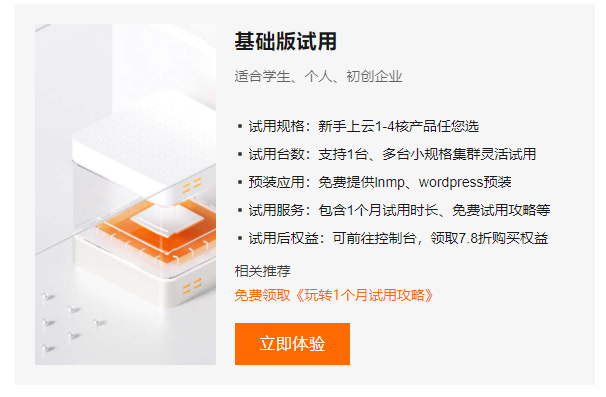 基础版试用
适合学生、个人、初创企业
• 试用规格：新手上云1-4核产品任您选
• 试用台数：支持1台、多台小规格集群灵活试用
• 预装应用：免费提供lnmp、wordpress预装
• 试用服务：包含1个月试用时长、免费试用攻略等
• 试用后权益：可前往控制台，领取7.8折购买权益
相关推荐
免费领取《玩转1个月试用攻略》
立即体验